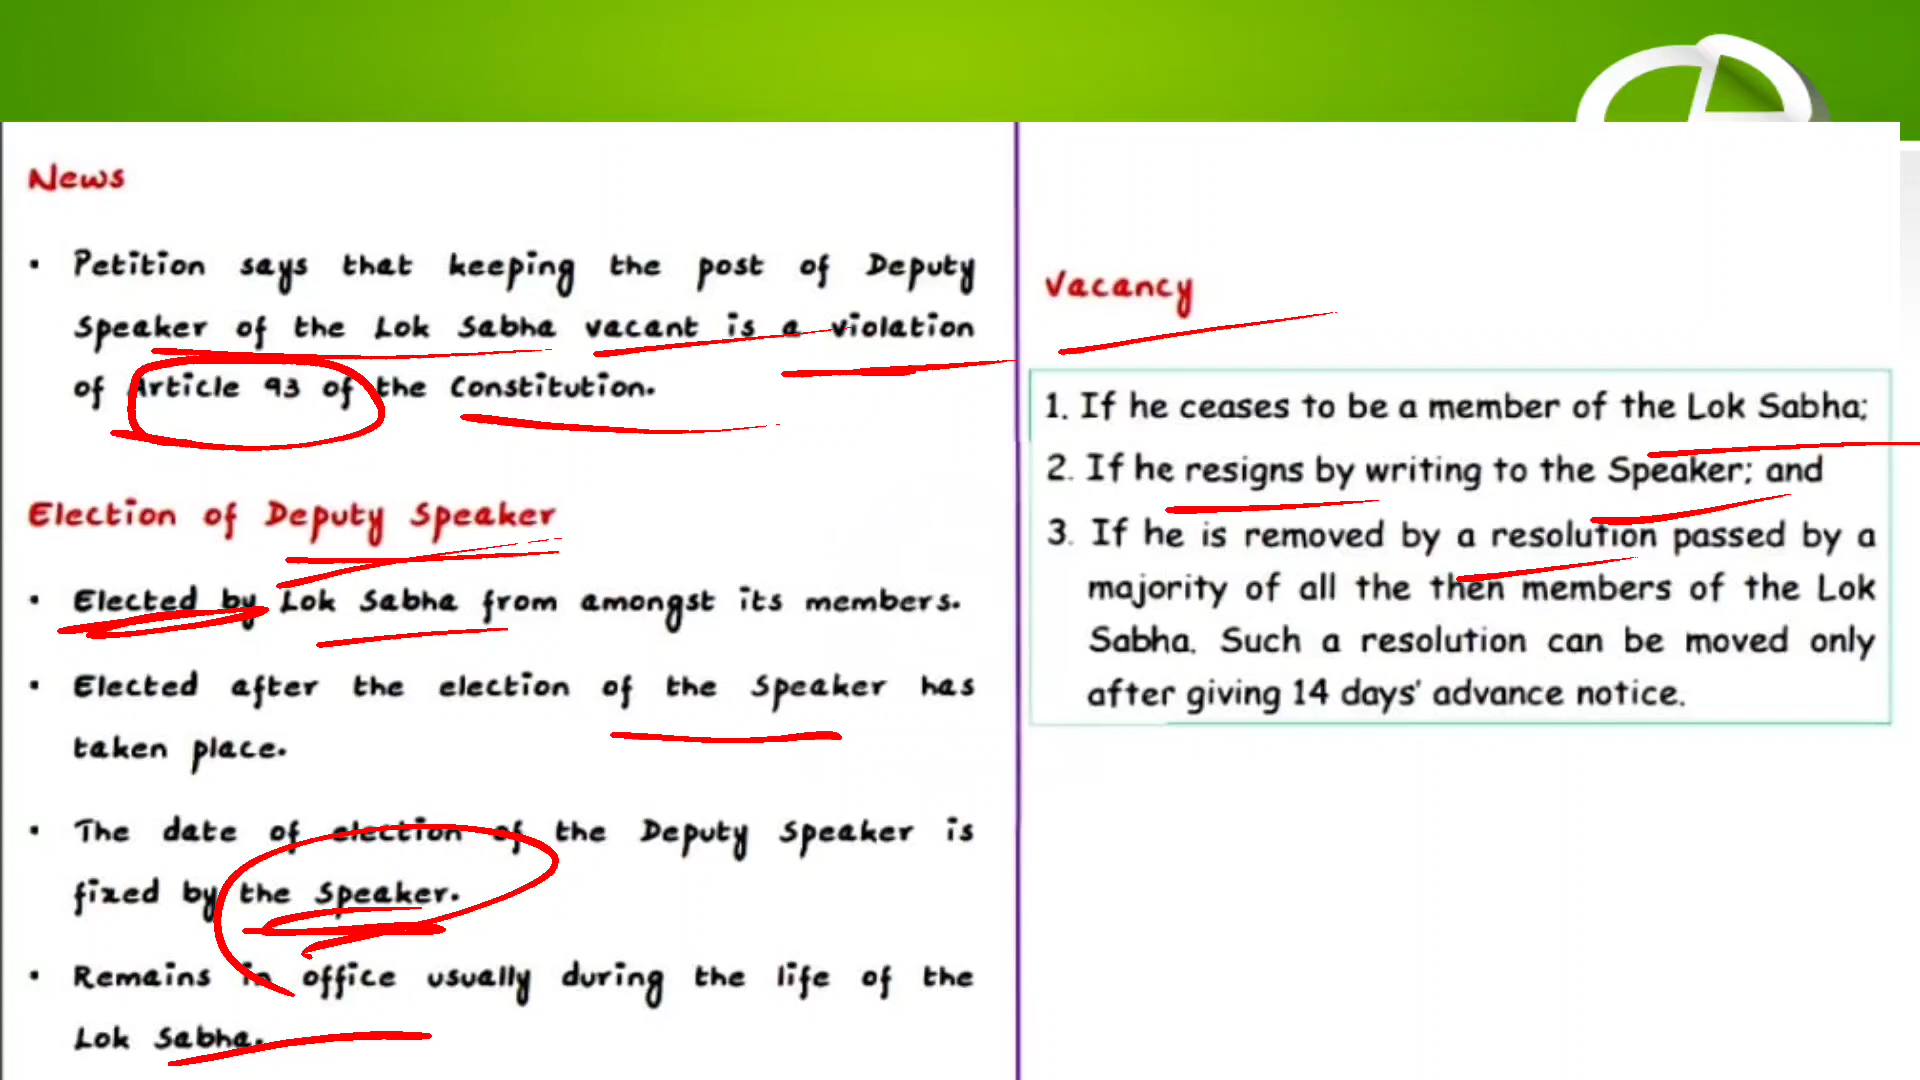 News
• Petition says that keeping the post of Deputy
Speaker of the Lok Sabha vacant is a violation
of Article 93 of the Constitution.
Election of Deputy Speaker
• Elected by Lok Sabha from amongst its members.
• Elected after the election of the Speaker has
taken place.
• The date of election of the Deputy Speaker is
fixed by the Speaker.
• Remains in office usually during the life of the
Lok Sabha.
Vacancy
1. If he ceases to be a member of the Lok Sabha;
2. If he resigns by writing to the Speaker; and
3. If he is removed by a resolution passed by a
majority of all the then members of the Lok
Sabha. Such a resolution can be moved only
after giving 14 days' advance notice.